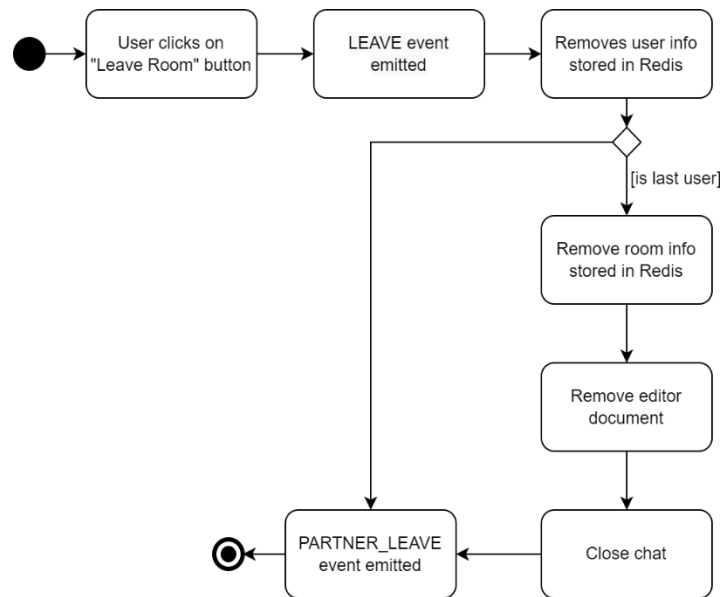 User clicks on
"Leave Room" button
LEAVE event
emitted
Removes user info
stored in Redis
[is last user]
Remove room info
stored in Redis
Remove editor
document
Close chat
PARTNER_LEAVE
event emitted